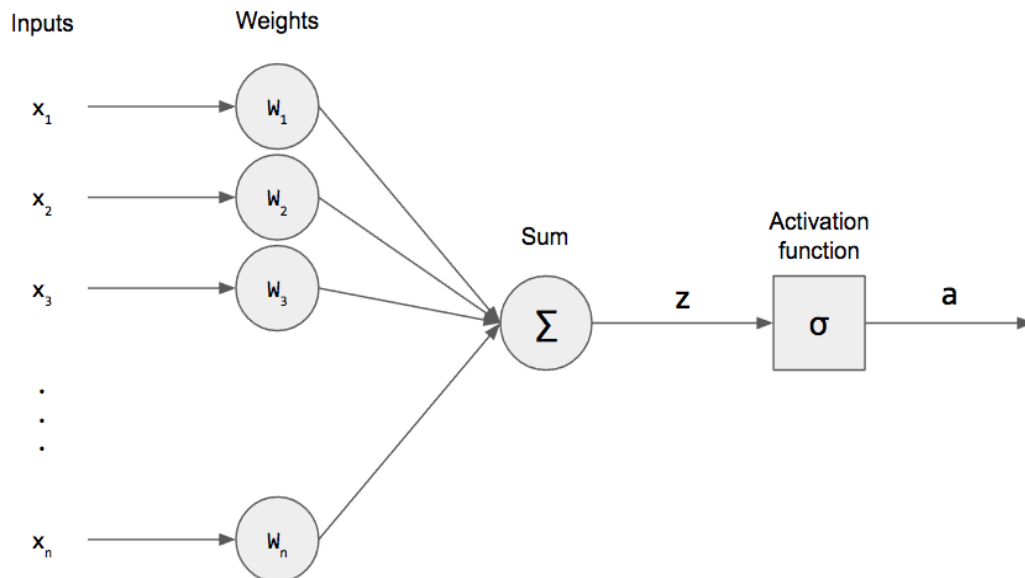 Inputs
Weights
x1
W1
x2
W2
x3
W3
Sum
Σ
z
Activation
function
σ
a
.
.
.
xn
Wn